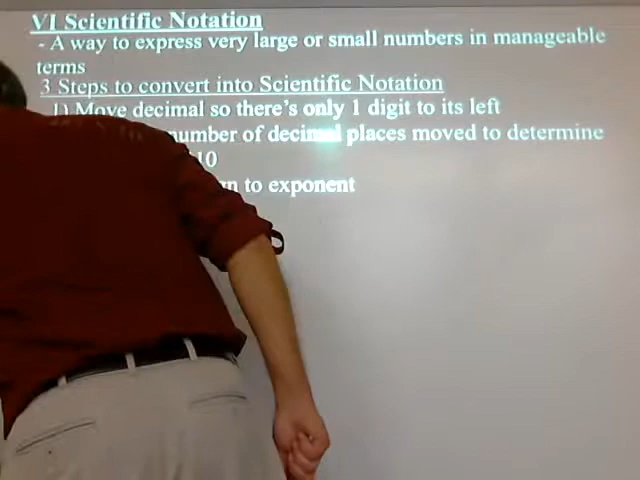 VI Scientific Notation
- A way to express very large or small numbers in manageable
terms
3 Steps to convert into Scientific Notation
1) Move decimal so there's only 1 digit to its left
number of decimal places moved to determine
10
to exponent